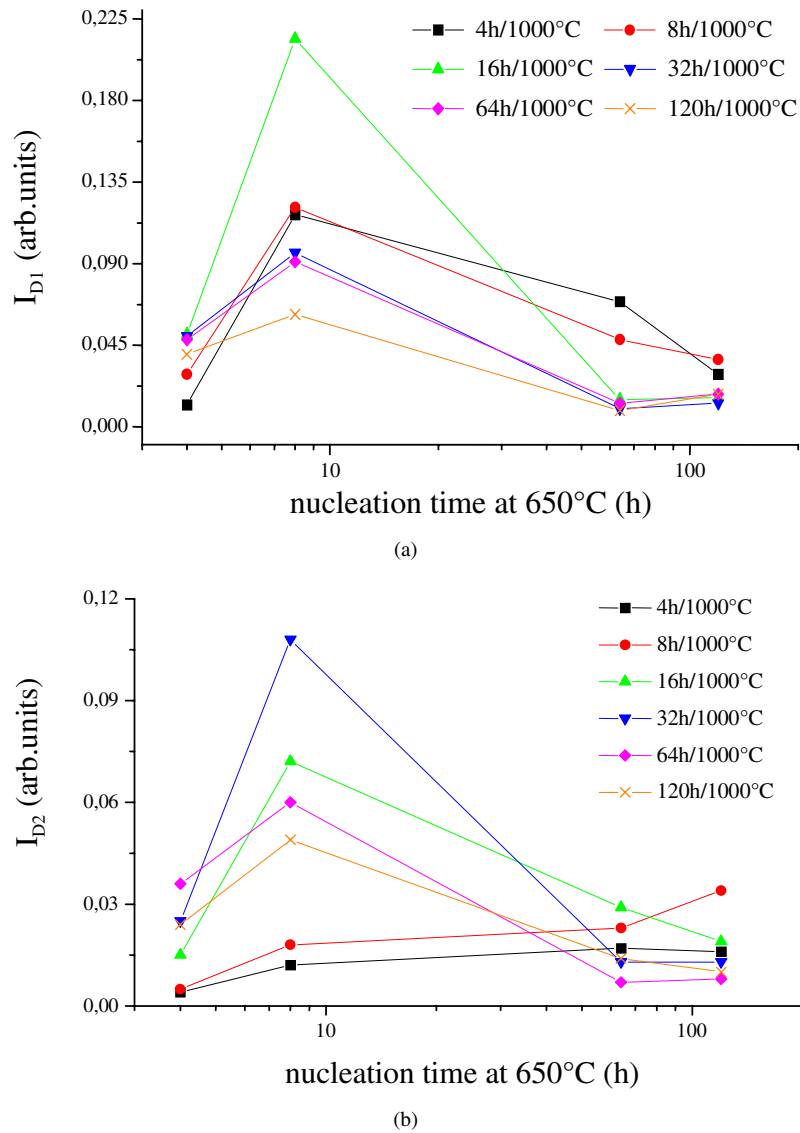 0,225
0,180
0,135
0,090
0,045
0,000
I_D1 (arb.units)
4h/1000°C 8h/1000°C
16h/1000°C 32h/1000°C
64h/1000°C 120h/1000°C
10 100
nucleation time at 650°C (h)
(a)
0,12
0,09
0,06
0,03
0,00
I_D2 (arb.units)
4h/1000°C
8h/1000°C
16h/1000°C
32h/1000°C
64h/1000°C
120h/1000°C
10 100
nucleation time at 650°C (h)
(b)